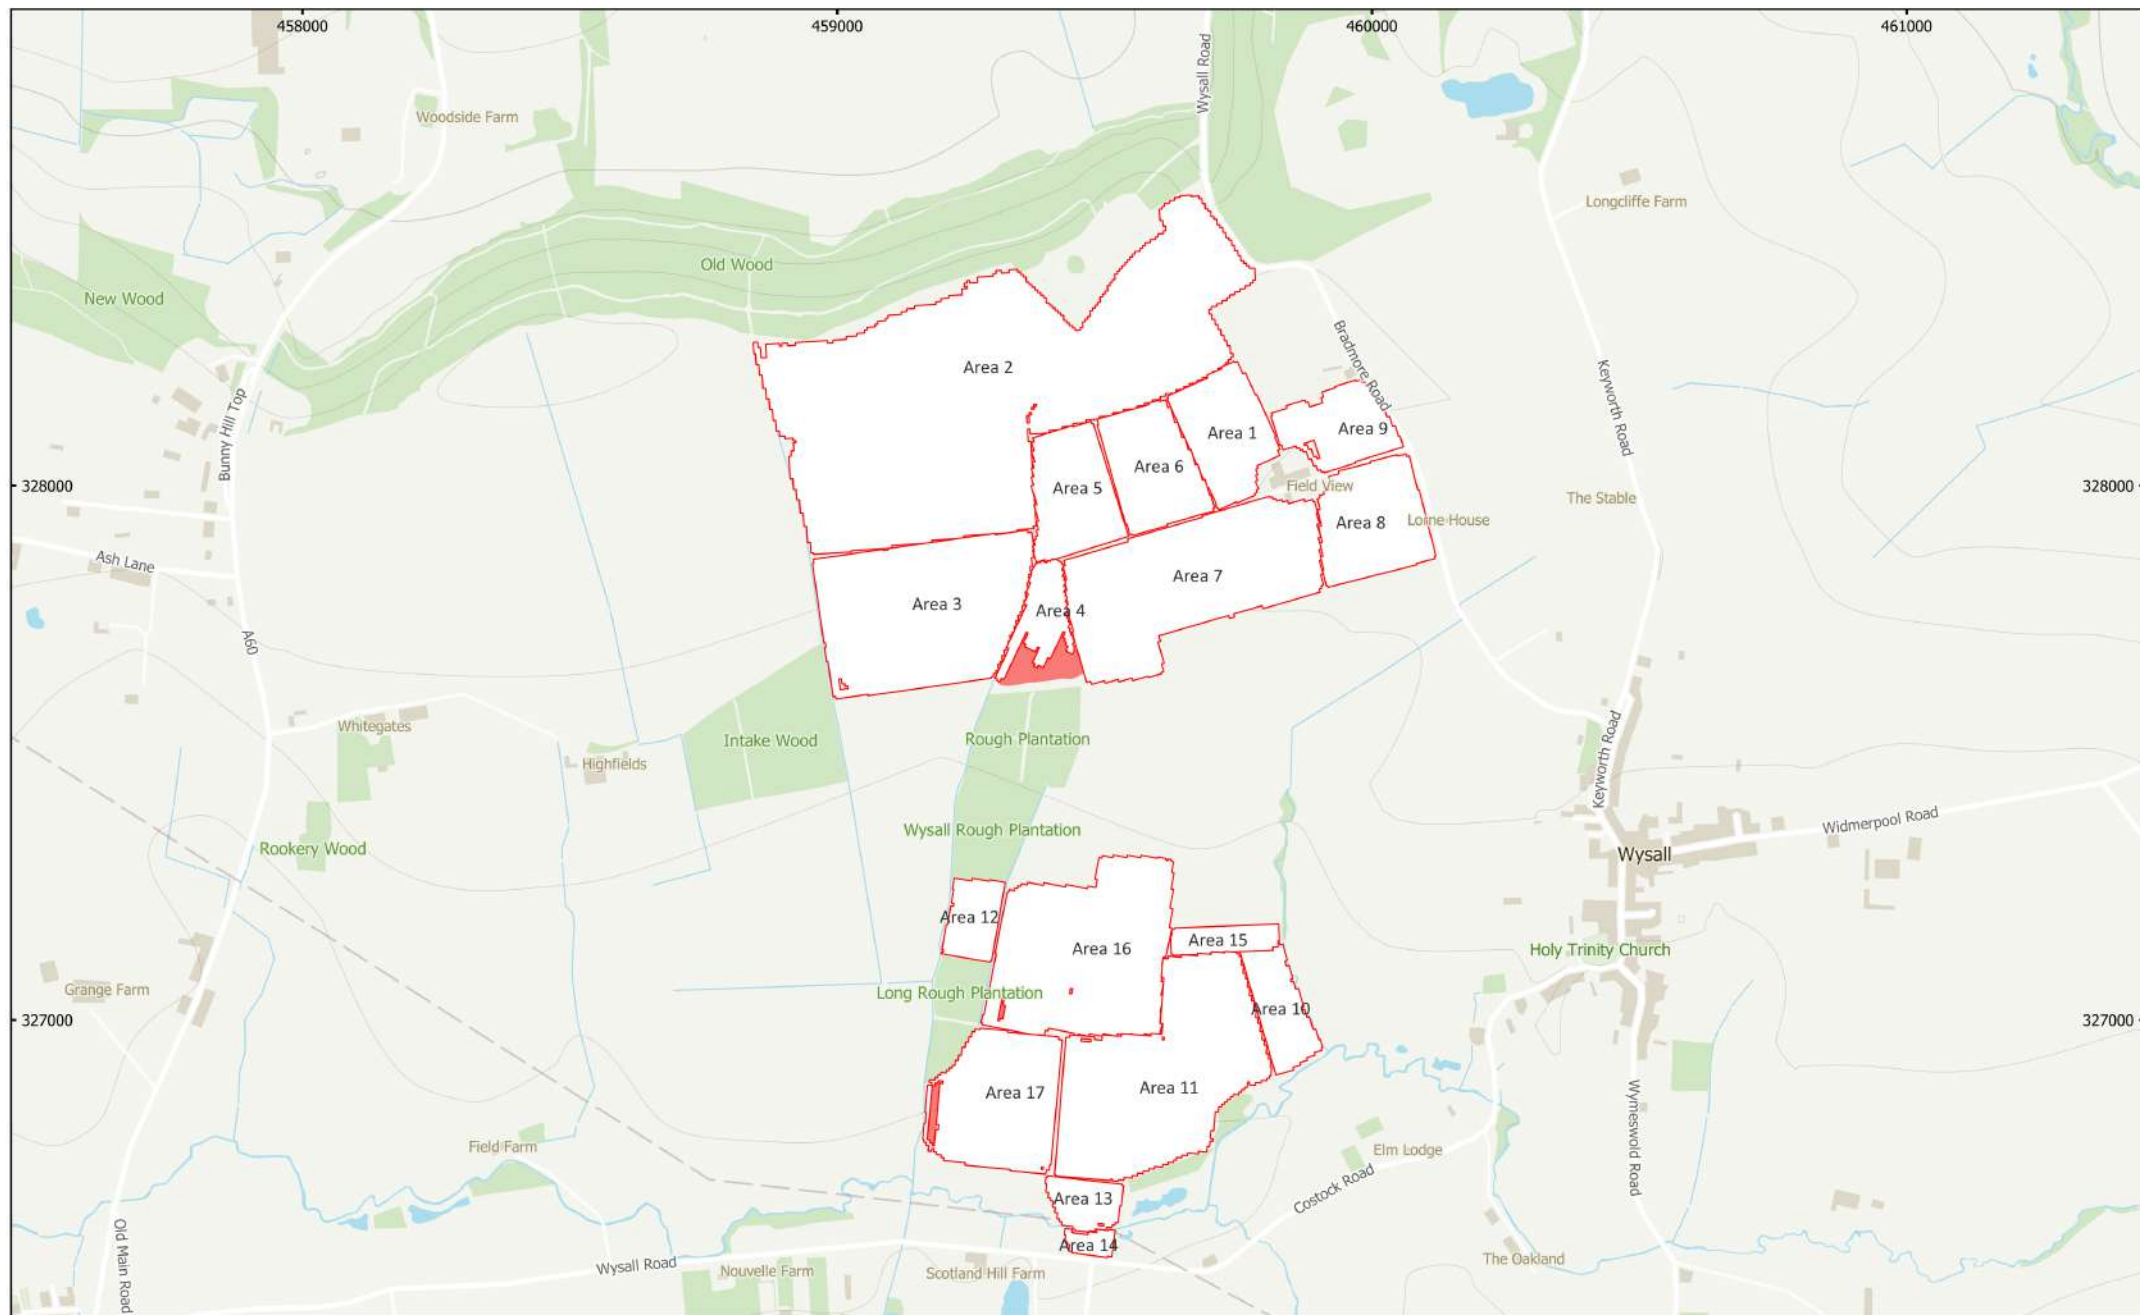 458000
459000
460000
461000
Wysall Road
Woodside Farm
Longcliffe Farm
Old Wood
New Wood
Bradmore Road
Area 2
Keyworth Road
Bunny Hill Top
Area 9
Area 1
Area 6
328000
Area 5
Field View
328000
The Stable
Area 8
Lorne House
Ash Lane
Area 7
Area 3
Area 4
A60
Whitegates
Intake Wood
Rough Plantation
Keyworth Road
Highfields
Widmerpool Road
Wysall Rough Plantation
Rookery Wood
Wysall
Area 12
Area 15
Area 16
Holy Trinity Church
Grange Farm
Long Rough Plantation
Area 10
327000
327000
Area 11
Area 17
Wymeswold Road
Field Farm
Elm Lodge
Costock Road
Area 13
Area 14
Old Main Road
Wysall Road
Nouvelle Farm
Scotland Hill Farm
The Oakland